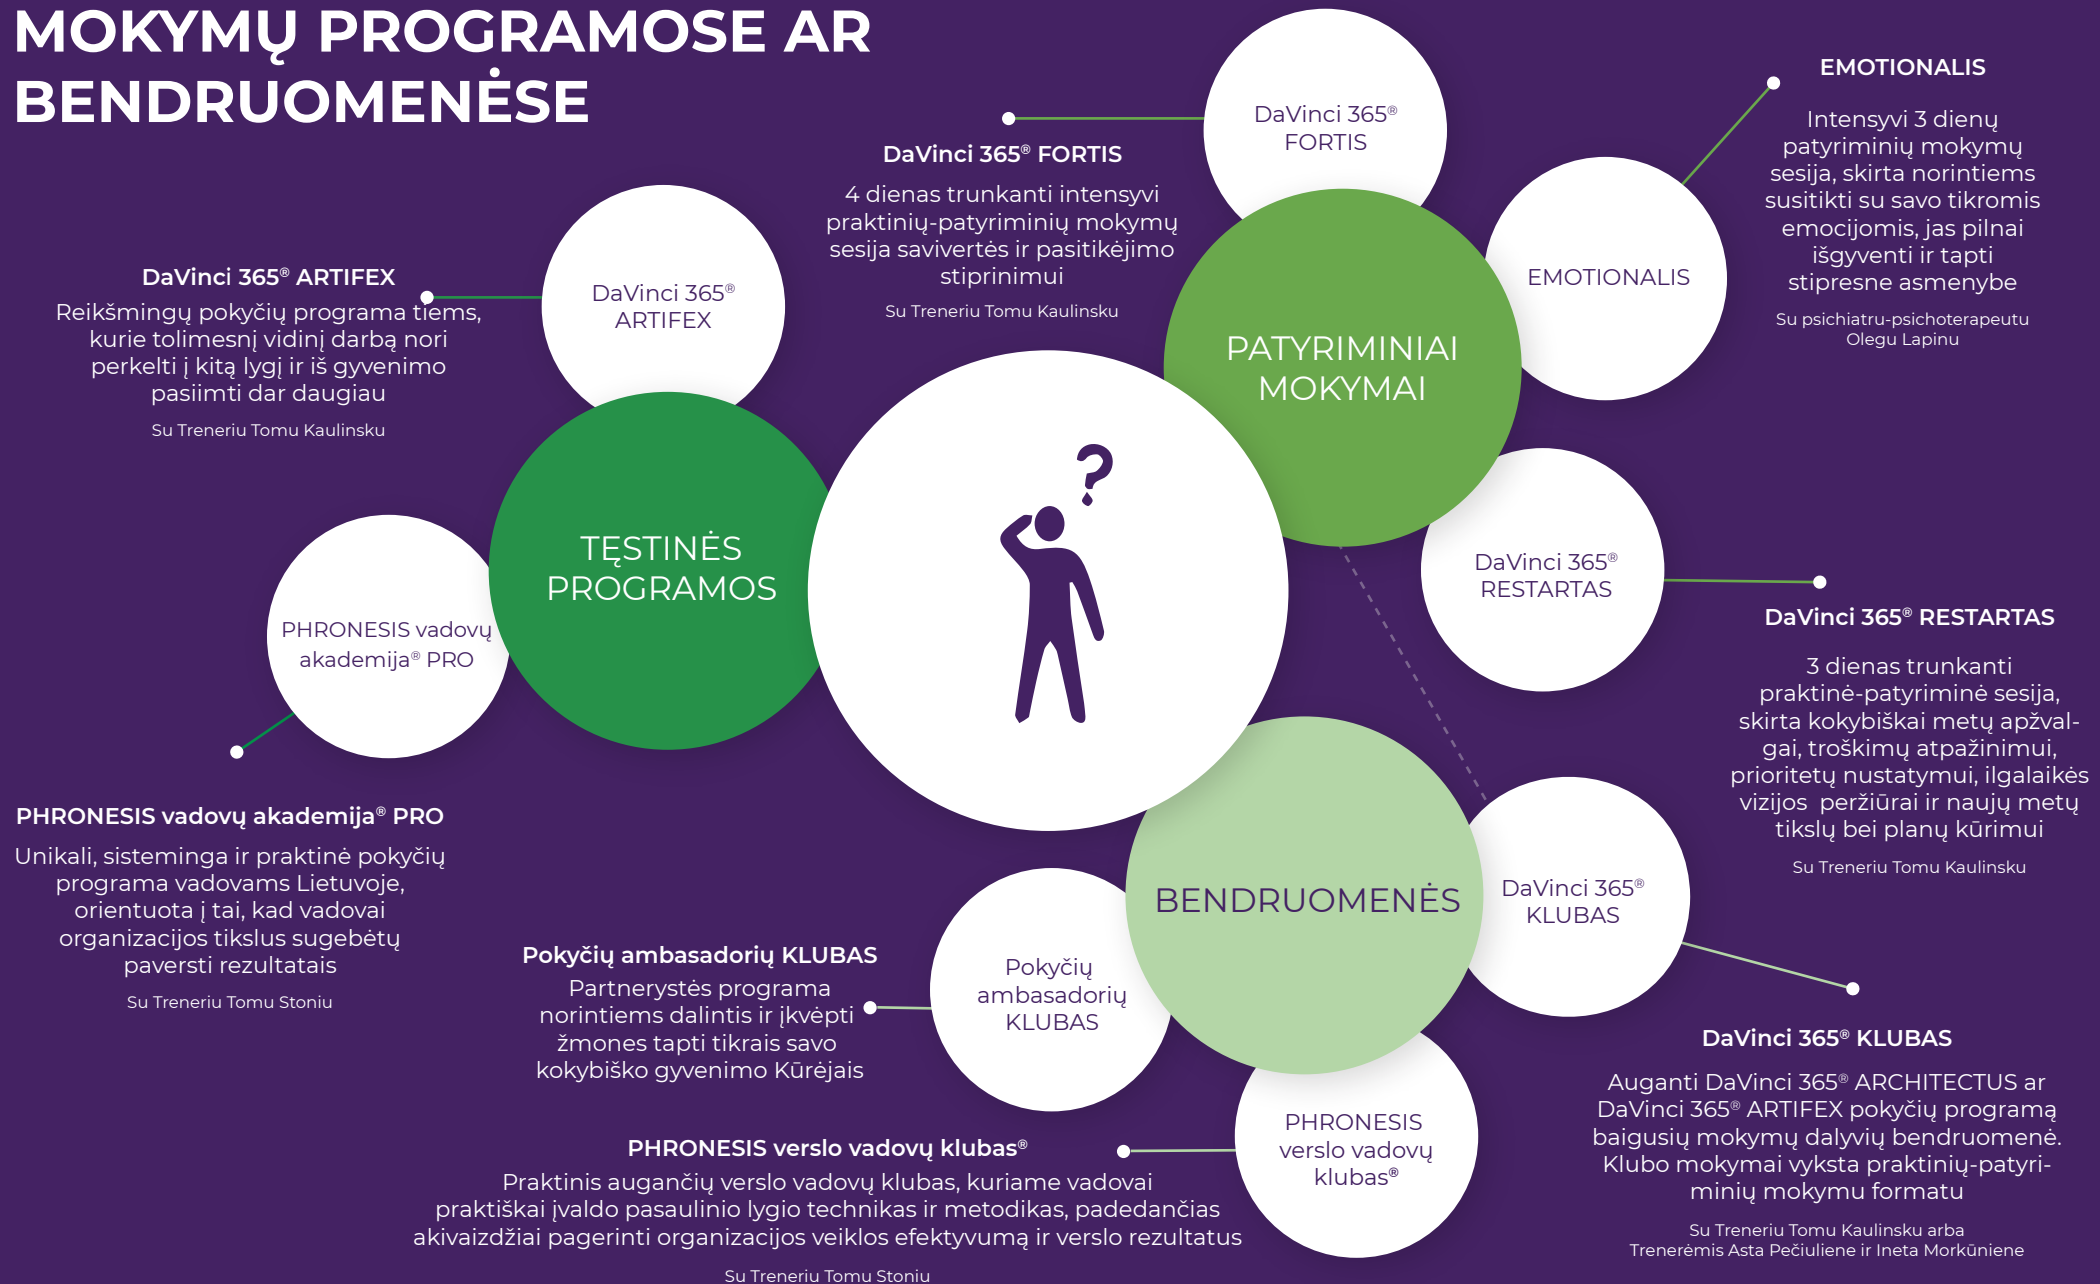 MOKYMŲ PROGRAMOSE AR
BENDRUOMENĖSE
DaVinci 365® ARTIFEX
Reikšmingų pokyčių programa tiems,
kurie tolimesnį vidinį darbą nori
perkelti į kitą lygį ir iš gyvenimo
pasiimti dar daugiau
Su Treneriu Tomu Kaulinsku
DaVinci 365®
ARTIFEX
DaVinci 365® FORTIS
4 dienas trunkanti intensyvi
praktinių-patyriminių mokymų
sesija savivertės ir pasitikėjimo
stiprinimui
Su Treneriu Tomu Kaulinsku
DaVinci 365®
FORTIS
EMOTIONALIS
Intensyvi 3 dienų
patyriminių mokymų
sesija, skirta norintiems
susitikti su savo tikromis
emocijomis, jas pilnai
išgyventi ir tapti
stipresne asmenybe
Su psichiatru-psichoterapeutu
Olegu Lapinu
EMOTIONALIS
PATYRIMINIAI
MOKYMAI
TĘSTINĖS
PROGRAMOS
PHRONESIS vadovų
akademija® PRO
?
DaVinci 365®
RESTARTAS
DaVinci 365® RESTARTAS
3 dienas trunkanti
praktinė-patyriminė sesija,
skirta kokybiškai metų apžval-
gai, troškimų atpažinimui,
prioritetų nustatymui, ilgalaikės
vizijos peržiūrai ir naujų metų
tikslų bei planų kūrimui
Su Treneriu Tomu Kaulinsku
PHRONESIS vadovų akademija® PRO
Unikali, sisteminga ir praktinė pokyčių
programa vadovams Lietuvoje,
orientuota į tai, kad vadovai
organizacijos tikslus sugebėtų
paversti rezultatais
Su Treneriu Tomu Stoniu
BENDRUOMENĖS
DaVinci 365®
KLUBAS
Pokyčių ambasadorių KLUBAS
Partnerystės programa
norintiems dalintis ir įkvėpti
žmones tapti tikrais savo
kokybiško gyvenimo Kūrėjais
Pokyčių
ambasadorių
KLUBAS
DaVinci 365® KLUBAS
Auganti DaVinci 365® ARCHITECTUS ar
DaVinci 365® ARTIFEX pokyčių programą
baigusių mokymų dalyvių bendruomenė.
Klubo mokymai vyksta praktinių-patyri-
minių mokymu formatu
Su Treneriu Tomu Kaulinsku arba
Trenerėmis Asta Pečiuliene ir Ineta Morkūniene
PHRONESIS
verslo vadovų
klubas®
PHRONESIS verslo vadovų klubas®
Praktinis augančių verslo vadovų klubas, kuriame vadovai
praktiškai įvaldo pasaulinio lygio technikas ir metodikas, padedančias
akivaizdžiai pagerinti organizacijos veiklos efektyvumą ir verslo rezultatus
Su Treneriu Tomu Stoniu